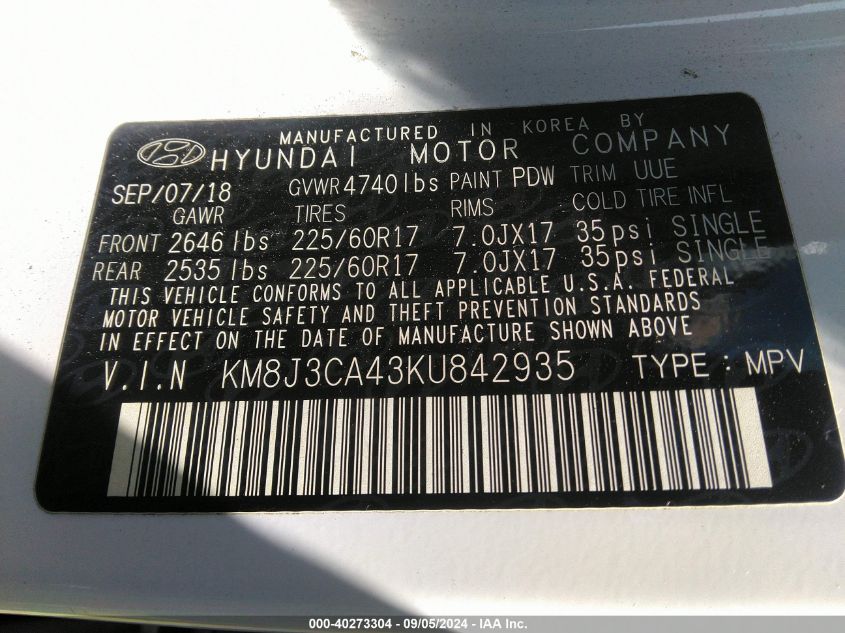 MANUFACTURED IN KOREA BY
HYUNDAI MOTOR COMPANY
SEP/07/18 GVWR 4740 lbs PAINT PDW TRIM UUE
GAWR TIRES RIMS COLD TIRE INFL
FRONT 2646 lbs 225/60R17 7.0JX17 35psi SINGLE
REAR 2535 lbs 225/60R17 7.0JX17 35psi SINGLE
THIS VEHICLE CONFORMS TO ALL APPLICABLE U.S.A. FEDERAL
MOTOR VEHICLE SAFETY AND THEFT PREVENTION STANDARDS
IN EFFECT ON THE DATE OF MANUFACTURE SHOWN ABOVE
V.I.N KM8J3CA43KU842935 TYPE : MPV
000-40273304 - 09/05/2024 - IAA Inc.